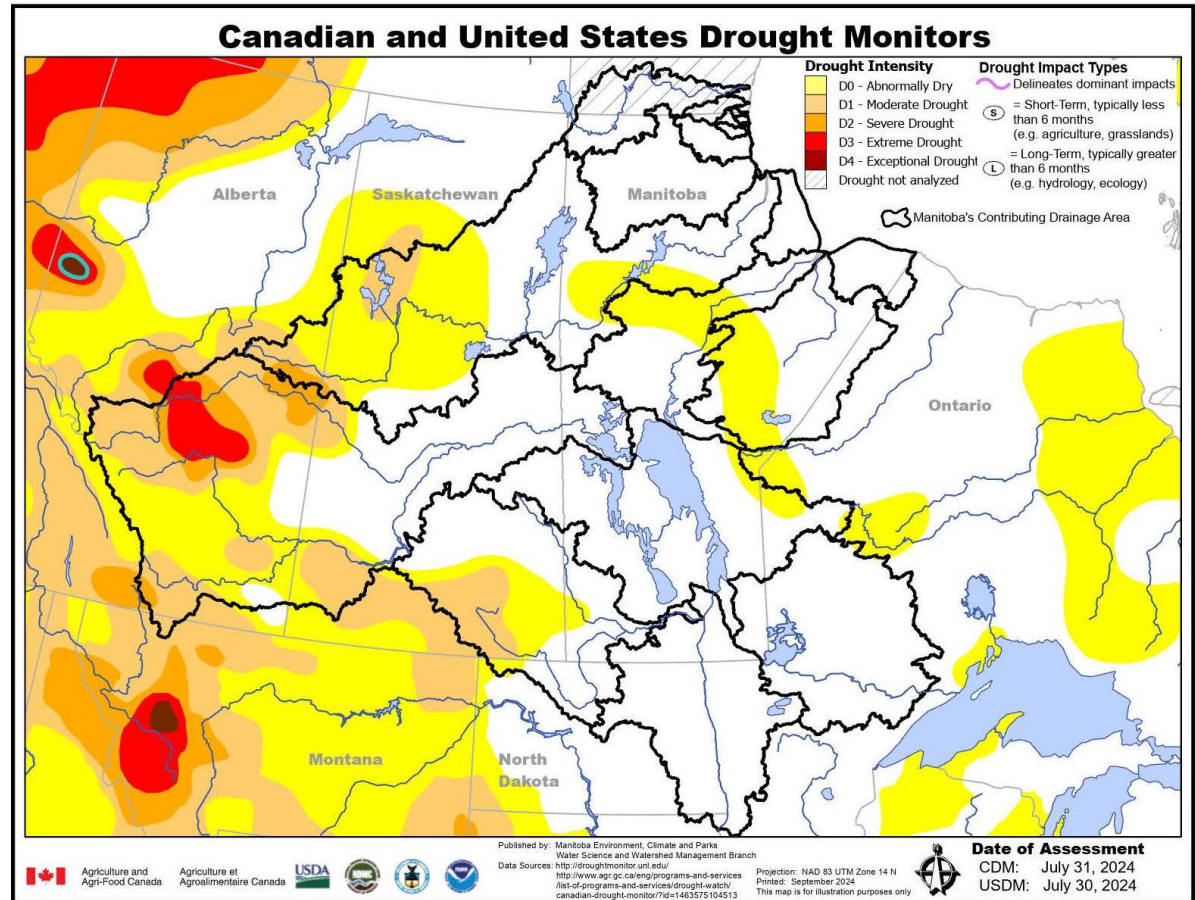 Canadian and United States Drought Monitors
Drought Intensity
D0 - Abnormally Dry
D1 - Moderate Drought
D2 - Severe Drought
D3 - Extreme Drought
D4 - Exceptional Drought
Drought not analyzed
Drought Impact Types
Delineates dominant impacts
S = Short-Term, typically less
than 6 months
(e.g. agriculture, grasslands)
L = Long-Term, typically greater
than 6 months
(e.g. hydrology, ecology)
Manitoba's Contributing Drainage Area
Alberta
Saskatchewan
Manitoba
Ontario
Montana
North
Dakota
Agriculture and
Agri-Food Canada
Agriculture et
Agroalimentaire Canada
USDA
NDMC
Published by: Manitoba Environment, Climate and Parks
Water Science and Watershed Management Branch
Data Sources: http://droughtmonitor.unl.edu/
http://www.agr.gc.ca/eng/programs-and-services
/list-of-programs-and-services/drought-watch/
canadian-drought-monitor/?id=1463575104513
Projection: NAD 83 UTM Zone 14 N
Printed: September 2024
This map is for illustration purposes only
Date of Assessment
CDM: July 31, 2024
USDM: July 30, 2024